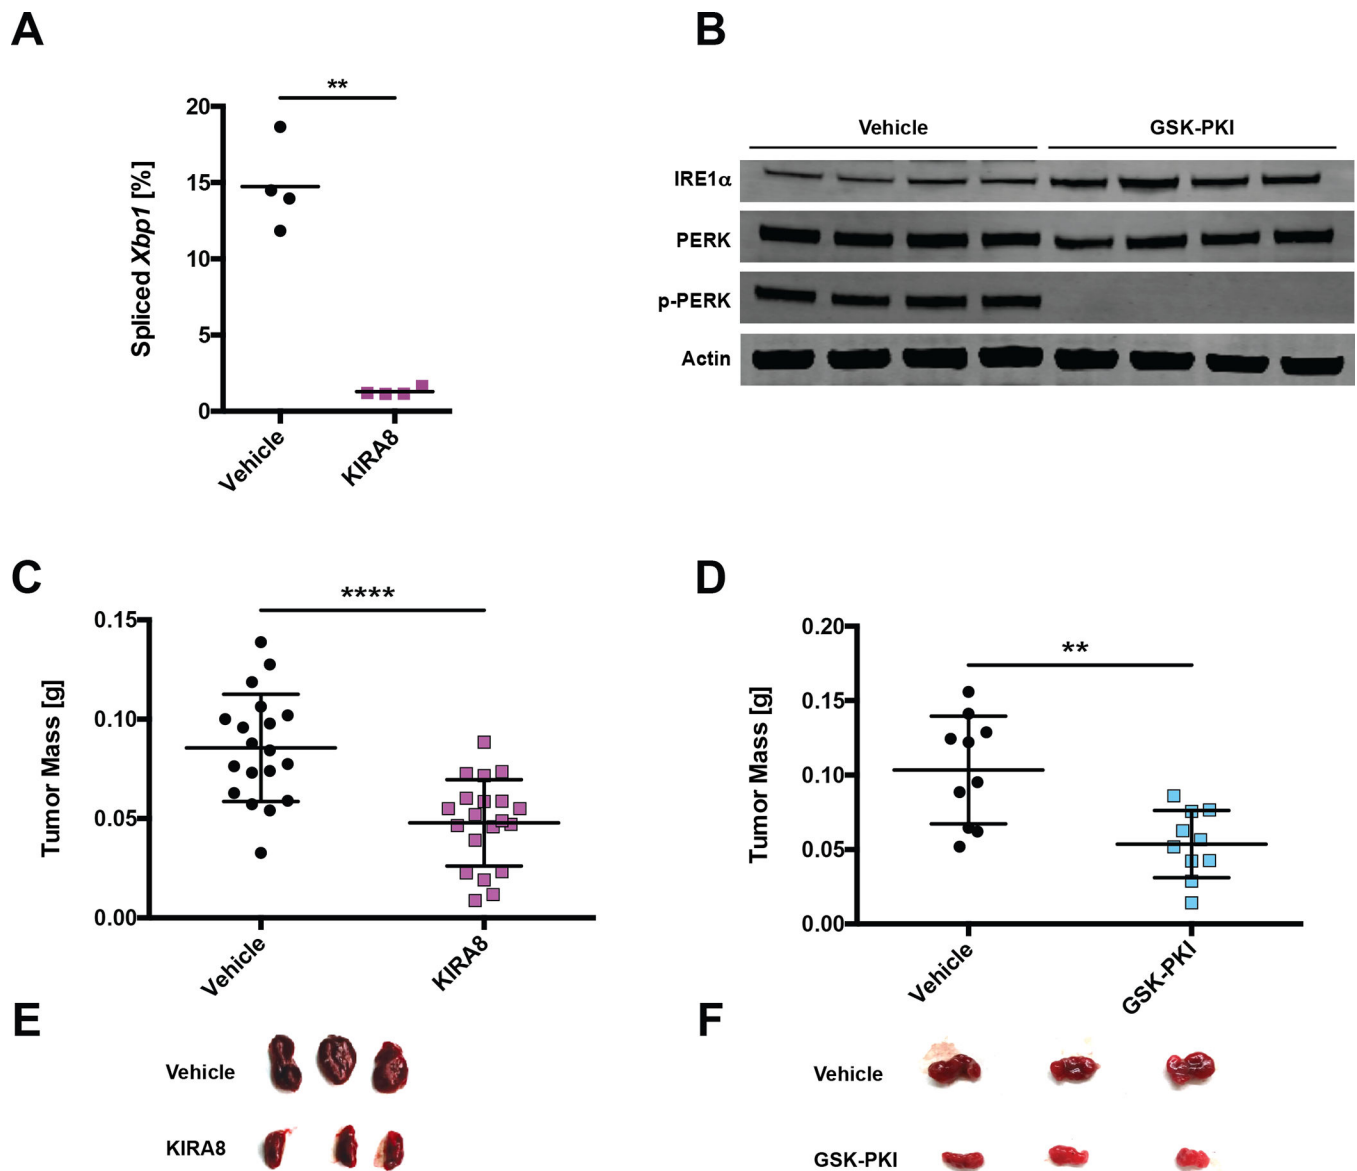 A
**
20
15
10
5
0
Spliced Xbp1 [%]
Vehicle
KIRA8
B
Vehicle GSK-PKI
IRE1α
PERK
p-PERK
Actin
C
****
0.15
0.10
0.05
0.00
Tumor Mass [g]
Vehicle
KIRA8
D
**
0.20
0.15
0.10
0.05
0.00
Tumor Mass [g]
Vehicle
GSK-PKI
E
Vehicle
KIRA8
F
Vehicle
GSK-PKI